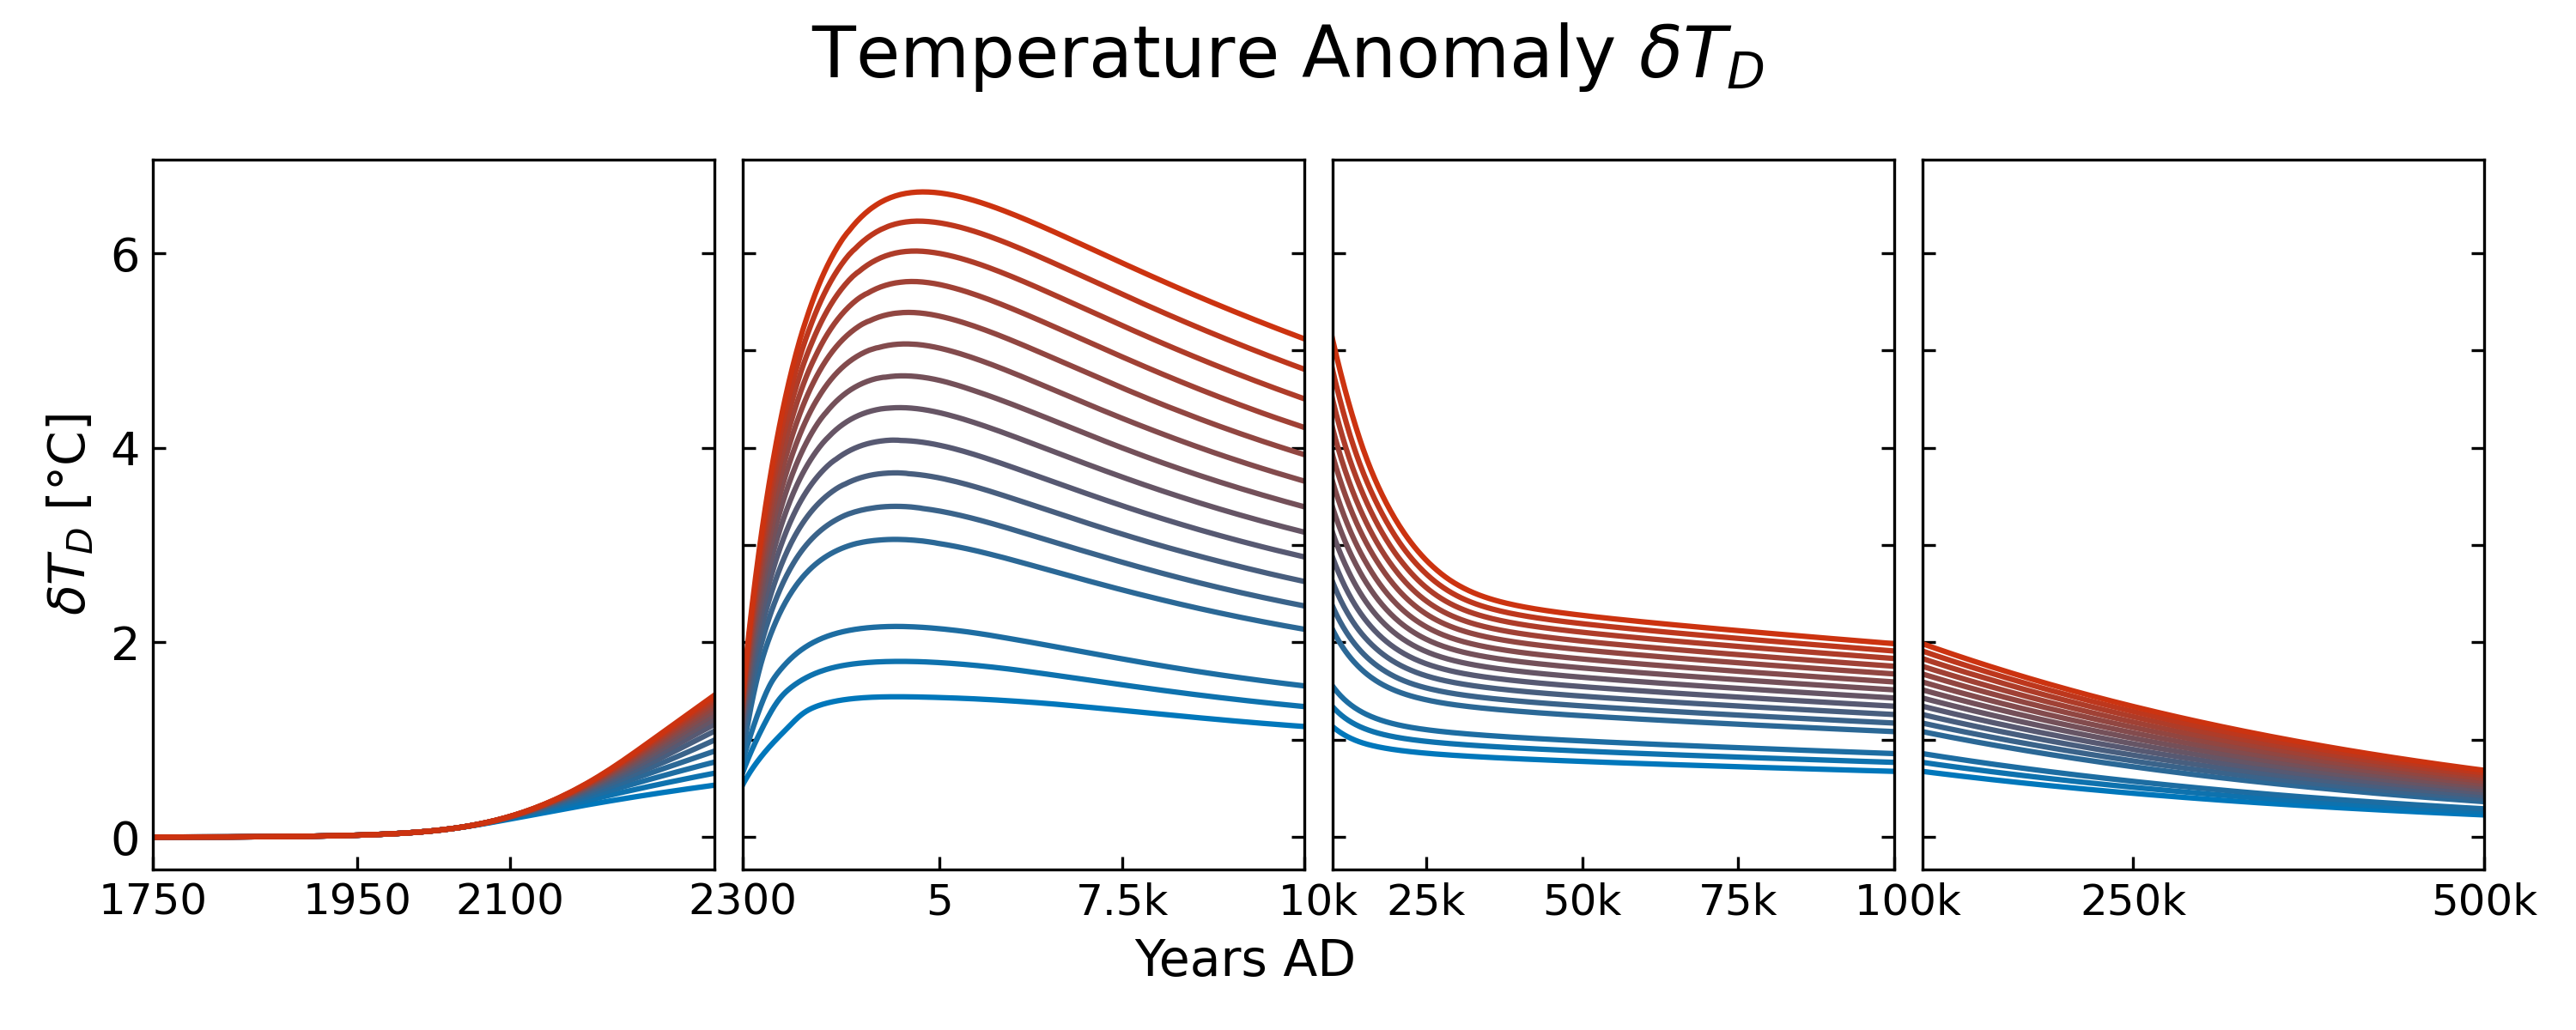 Temperature Anomaly δT_D
δT_D [°C]
6
4
2
0
1750 1950 2100 2300 5 7.5k 10k 25k 50k 75k 100k 250k 500k
Years AD